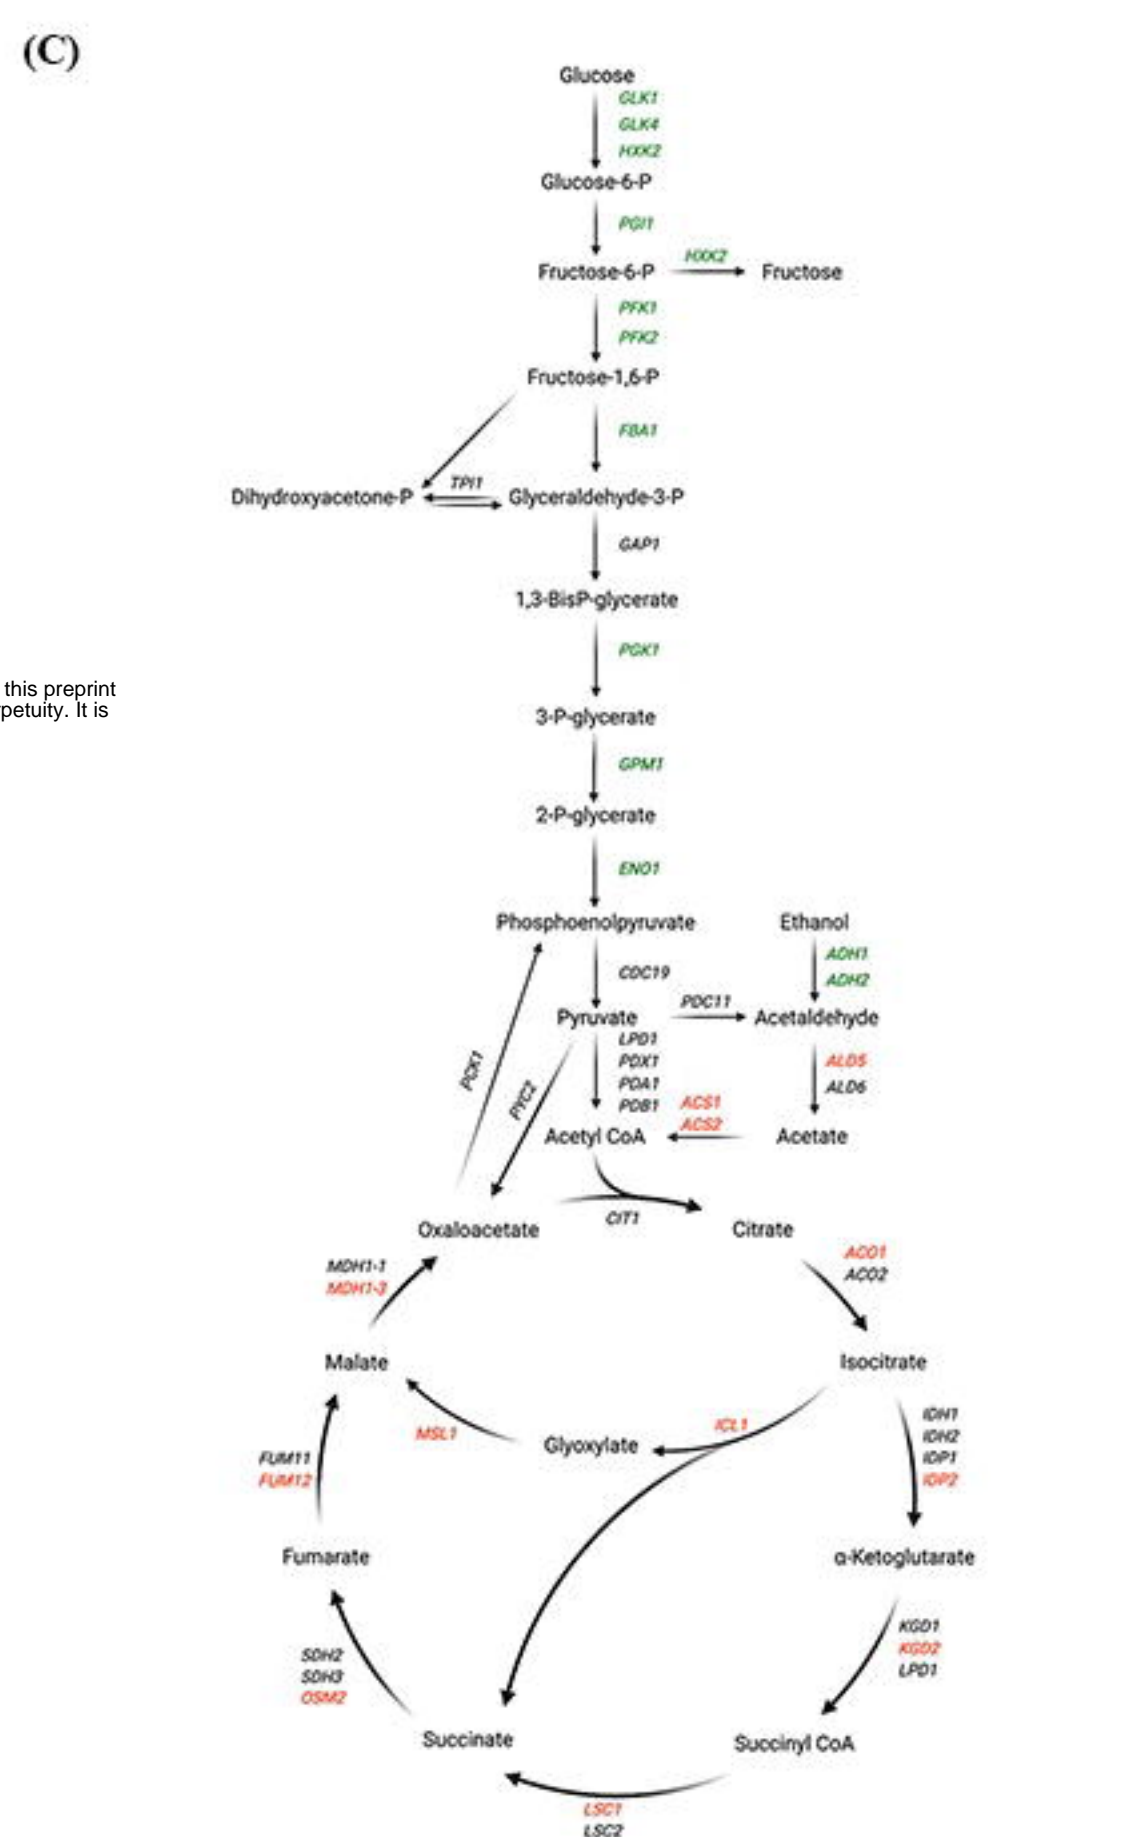 (C)
Glucose
GLK1
GLK4
HXK2
Glucose-6-P
PGI1
HXK2
Fructose-6-P
Fructose
PFK1
PFK2
Fructose-1,6-P
FBA1
TPI1
Dihydroxyacetone-P
Glyceraldehyde-3-P
GAP1
1,3-BisP-glycerate
PGK1
this preprint
rpetuity. It is
3-P-glycerate
GPM1
2-P-glycerate
ENO1
Phosphoenolpyruvate
Ethanol
ADH1
ADH2
CDC19
PDC11
Pyruvate
Acetaldehyde
LPD1
PDX1
PDA1
PDB1
PCK1
PYC2
ALD5
ALD6
ACS1
ACS2
Acetyl CoA
Acetate
CIT1
Oxaloacetate
Citrate
MDH1-1
MDH1-3
ACO1
ACO2
Malate
Isocitrate
MSL1
ICL1
Glyoxylate
IDH1
IDH2
IDP1
IDP2
FUM11
FUM12
Fumarate
α-Ketoglutarate
SDH2
SDH3
OSM2
KGD1
KGD2
LPD1
Succinate
Succinyl CoA
LSC1
LSC2